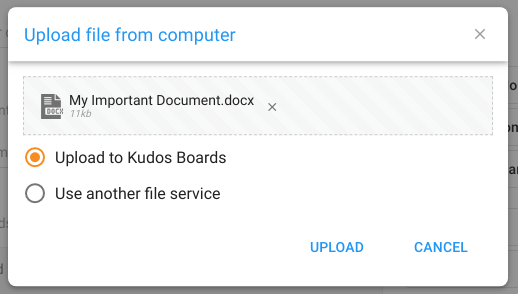 Upload file from computer
My Important Document.docx
DOCX
11kb
Upload to Kudos Boards
Use another file service
UPLOAD CANCEL